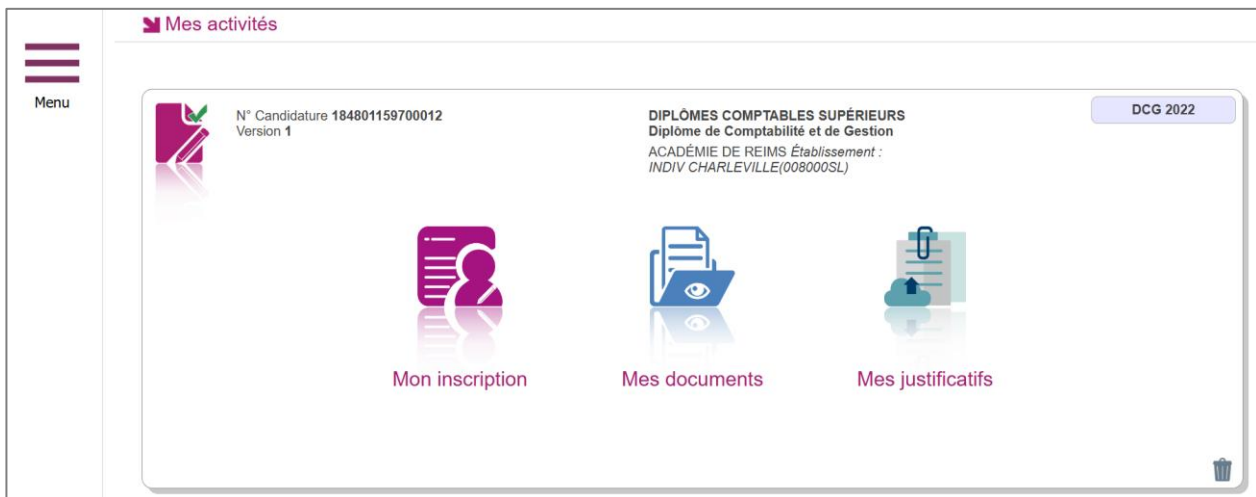 Mes activités
Menu
N° Candidature 184801159700012
Version 1
DIPLÔMES COMPTABLES SUPÉRIEURS
Diplôme de Comptabilité et de Gestion
ACADÉMIE DE REIMS Établissement :
INDIV CHARLEVILLE(008000SL)
DCG 2022
Mon inscription
Mes documents
Mes justificatifs